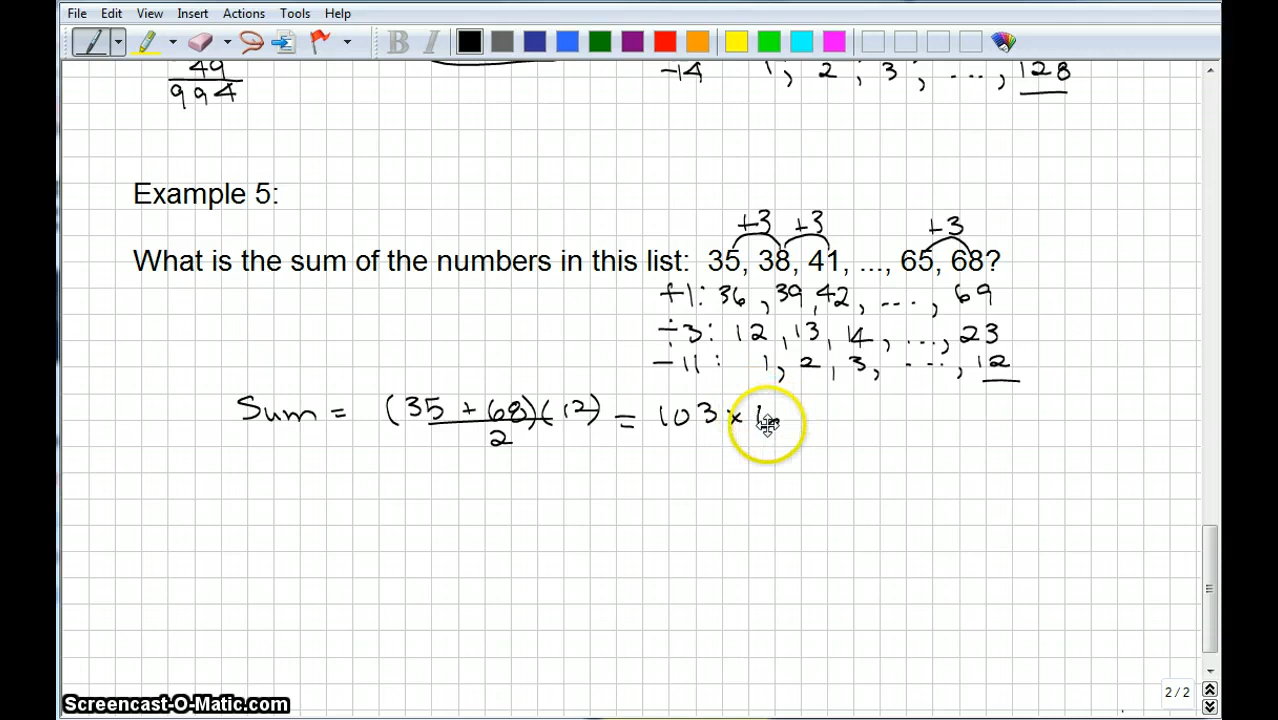 File Edit View Insert Actions Tools Help
B I
49
994
-14 1, 2, 3, ..., 128
Example 5:
+3 +3 +3
What is the sum of the numbers in this list: 35, 38, 41, ..., 65, 68?
+1: 36, 39, 42, ..., 69
÷3: 12, 13, 14, ..., 23
-11: 1, 2, 3, ..., 12
Sum = (35 + 68)(12) = 103 ×
2
2 / 2
Screencast-O-Matic.com